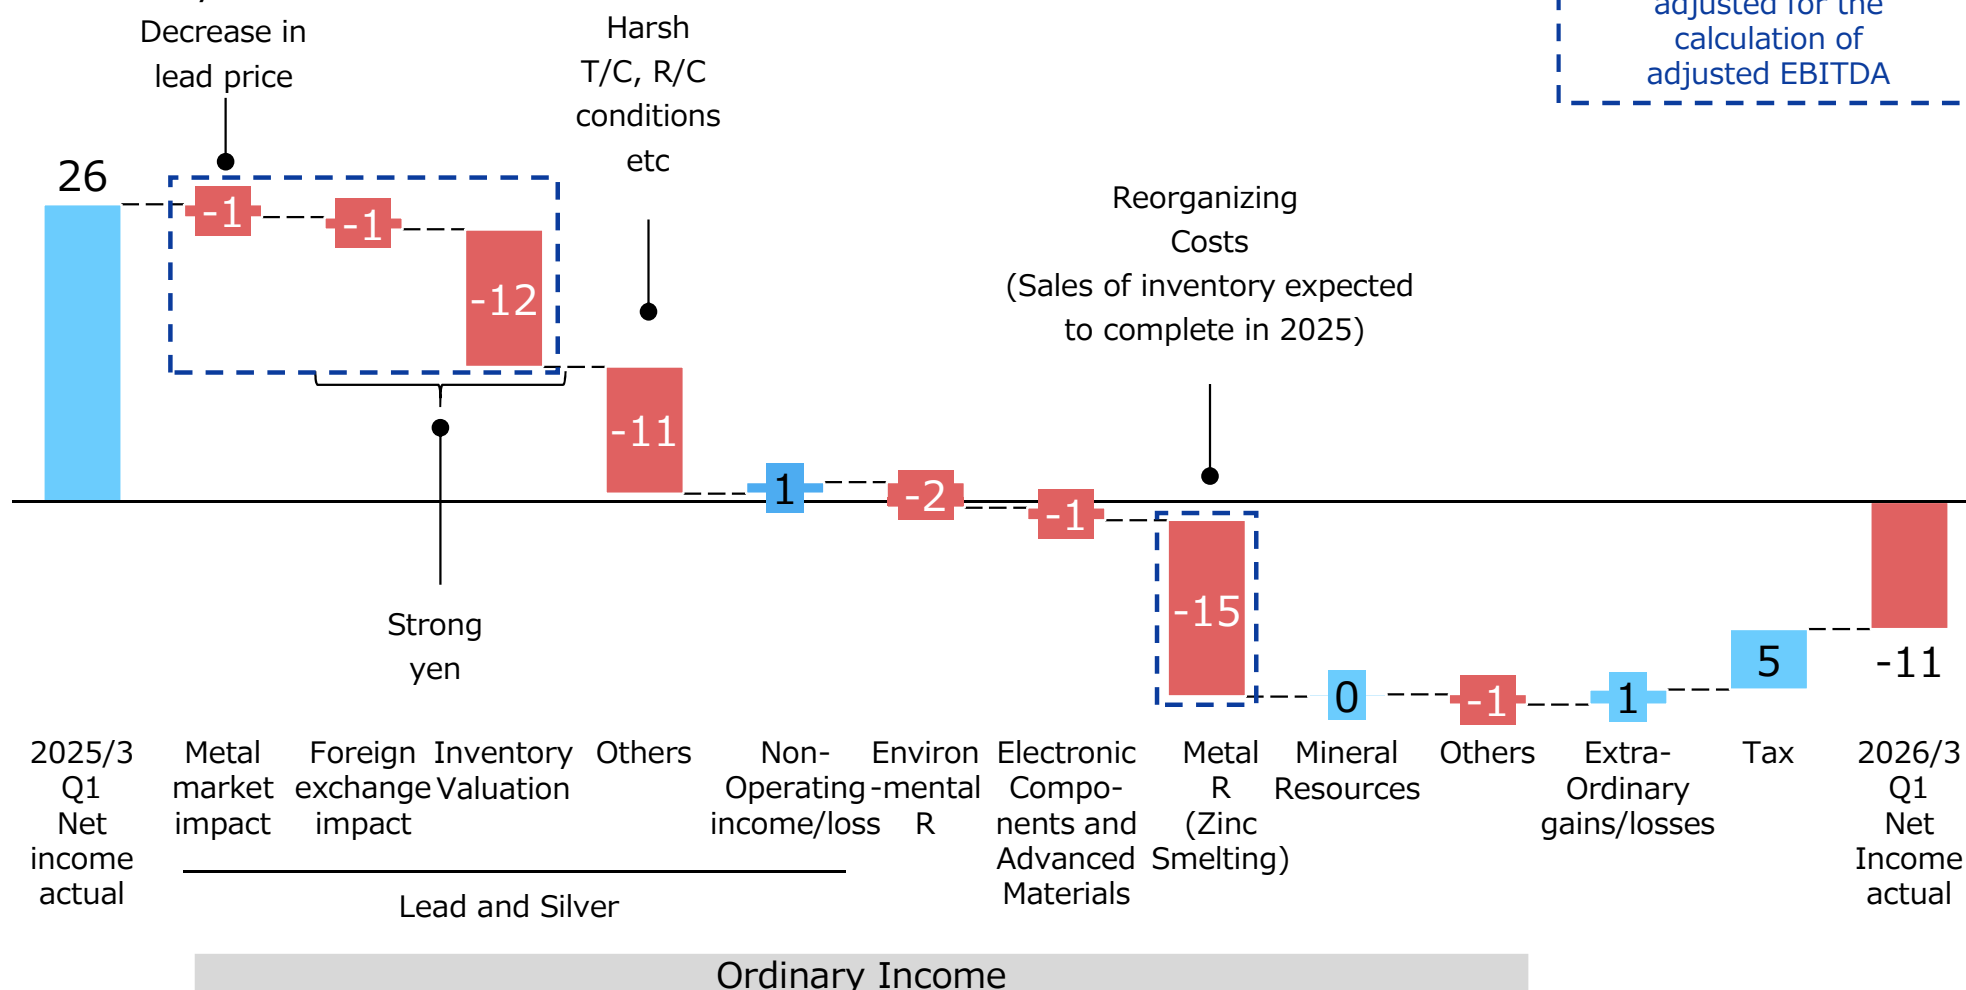 Decrease in
lead price
Harsh
T/C, R/C
conditions
etc
adjusted for the
calculation of
adjusted EBITDA
Reorganizing
Costs
(Sales of inventory expected
to complete in 2025)
26
-1
-1
-12
-11
1
-2
-1
-15
0
-1
1
5
-11
Strong
yen
2025/3
Q1
Net
income
actual
Metal
market
impact
Foreign
exchange
impact
Inventory
Valuation
Others
Non-
Operating
income/loss
Environ
-mental
R
Electronic
Compo-
nents and
Advanced
Materials
Metal
R
(Zinc
Smelting)
Mineral
Resources
Others
Extra-
Ordinary
gains/losses
Tax
2026/3
Q1
Net
Income
actual
Lead and Silver
Ordinary Income